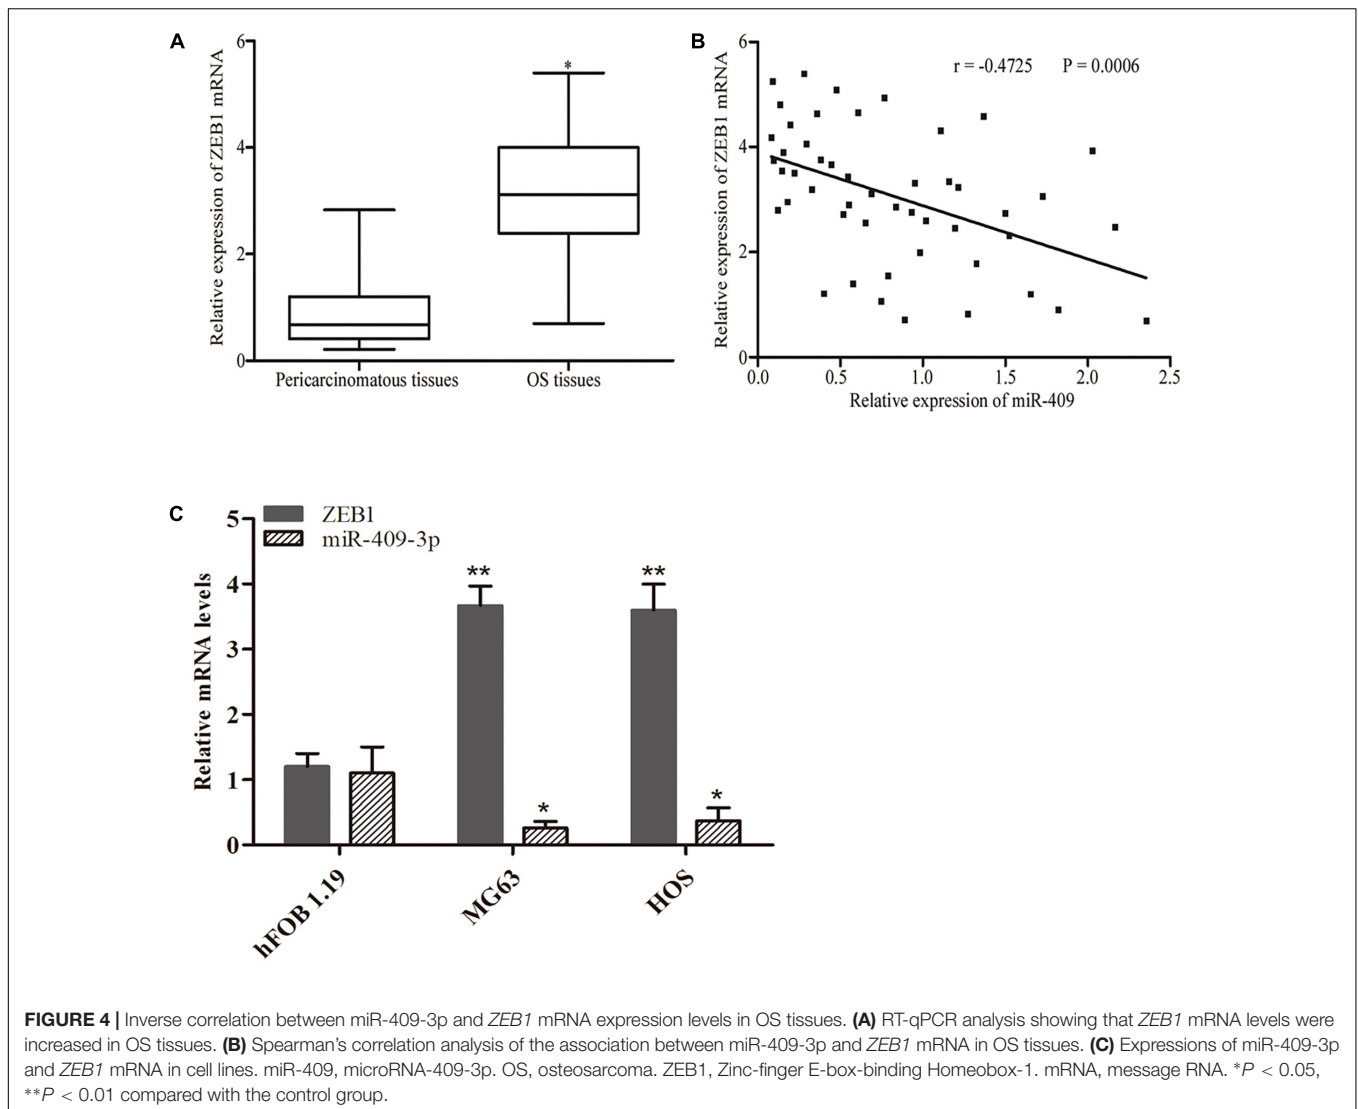 A
Relative expression of ZEB1 mRNA
6
4
2
0
*
Pericarcinomatous tissues
OS tissues
B
Relative expression of ZEB1 mRNA
6
4
2
0
r = -0.4725 P = 0.0006
0.0 0.5 1.0 1.5 2.0 2.5
Relative expression of miR-409
C
Relative mRNA levels
5
4
3
2
1
0
ZEB1
miR-409-3p
**
*
**
*
hFOB 1.19
MG63
HOS
FIGURE 4 | Inverse correlation between miR-409-3p and ZEB1 mRNA expression levels in OS tissues. (A) RT-qPCR analysis showing that ZEB1 mRNA levels were
increased in OS tissues. (B) Spearman's correlation analysis of the association between miR-409-3p and ZEB1 mRNA in OS tissues. (C) Expressions of miR-409-3p
and ZEB1 mRNA in cell lines. miR-409, microRNA-409-3p. OS, osteosarcoma. ZEB1, Zinc-finger E-box-binding Homeobox-1. mRNA, message RNA. *P < 0.05,
**P < 0.01 compared with the control group.